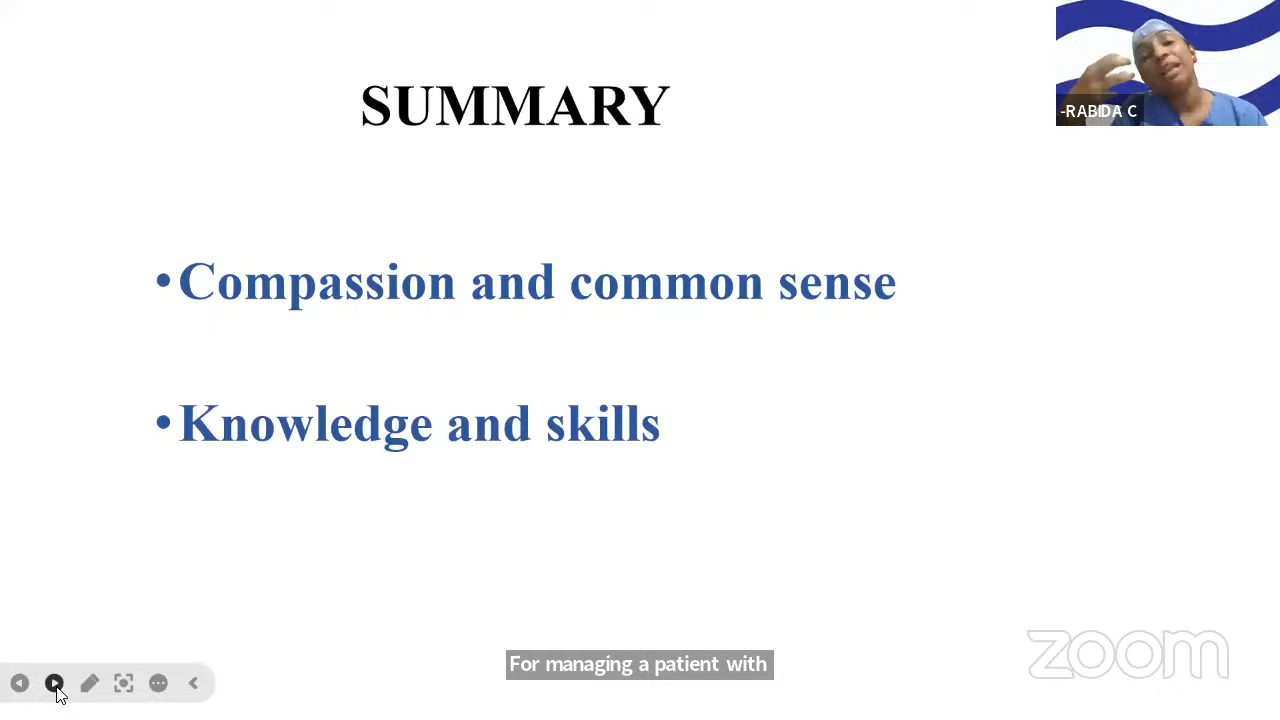 SUMMARY
-RABIDA C
•Compassion and common sense
•Knowledge and skills
For managing a patient with
zoom